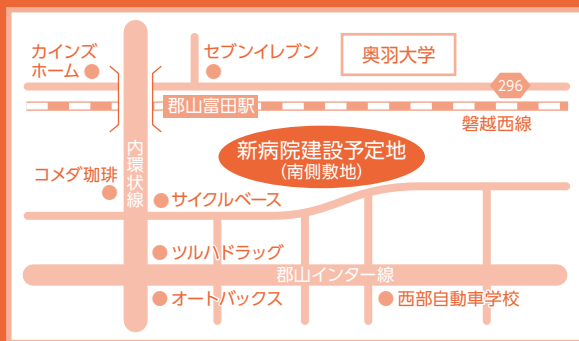 カインズ
ホーム
セブンイレブン
奥羽大学
296
郡山富田駅
磐越西線
新病院建設予定地
(南側敷地)
内環状線
コメダ珈琲
サイクルベース
ツルハドラッグ
郡山インター線
オートバックス
西部自動車学校